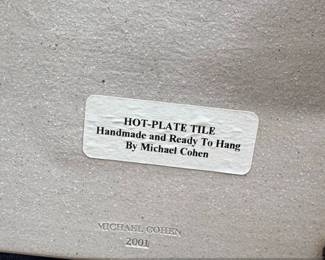 HOT-PLATE TILE
Handmade and Ready To Hang
By Michael Cohen
MICHAEL COHEN
2001